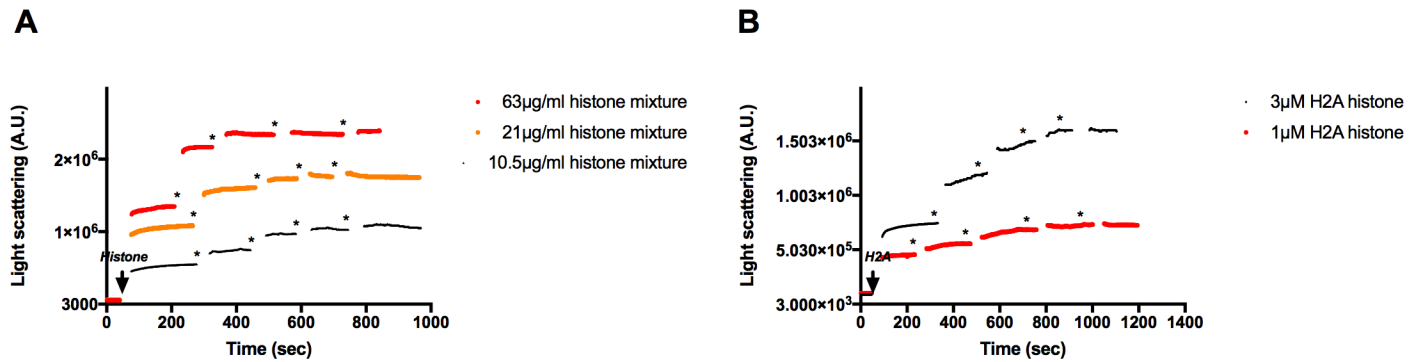 A
Light scattering (A.U.)
2×10⁶
1×10⁶
3000
Histone
* * * * * * * * * * * *
0 200 400 600 800 1000
Time (sec)
63µg/ml histone mixture
21µg/ml histone mixture
10.5µg/ml histone mixture
B
Light scattering (A.U.)
1.503×10⁶
1.003×10⁶
5.030×10⁵
3.000×10³
H2A
* * * * * * * *
0 200 400 600 800 1000 1200 1400
Time (sec)
3µM H2A histone
1µM H2A histone